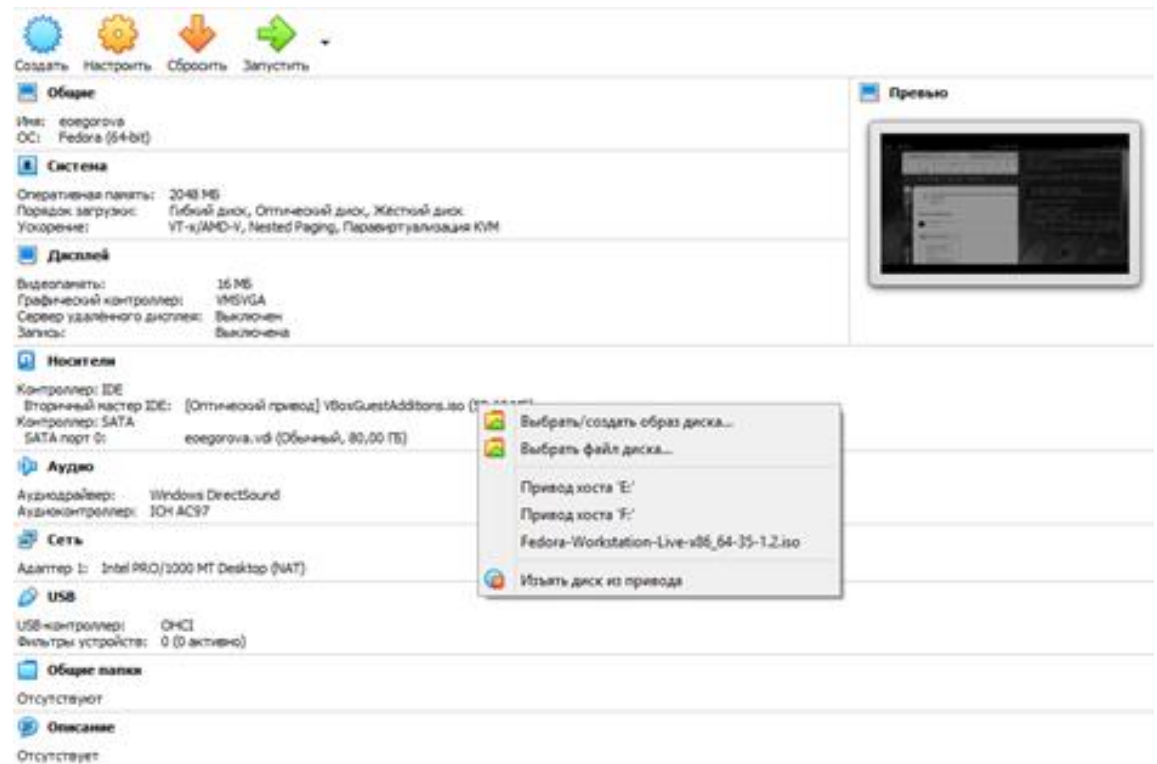 Создать Настроить Сбросить Запустить
Общие
Имя: eoegorova
ОС: Fedora (64-bit)
Превью
Система
Оперативная память: 2048 МБ
Порядок загрузки: Гибкий диск, Оптический диск, Жёсткий диск
Ускорение: VT-x/AMD-V, Nested Paging, Паравиртуализация KVM
Дисплей
Видеопамять: 16 МБ
Графический контроллер: VMSVGA
Сервер удалённого дисплея: Выключен
Запись: Выключена
Носители
Контроллер: IDE
Вторичный мастер IDE: [Оптический привод] VBoxGuestAdditions.iso
Контроллер: SATA
SATA порт 0: eoegorova.vdi (Обычный, 80,00 ГБ)
Выбрать/создать образ диска...
Выбрать файл диска...
Привод хоста 'E:'
Привод хоста 'F:'
Fedora-Workstation-Live-x86_64-35-1.2.iso
Изъять диск из привода
Аудио
Аудиодрайвер: Windows DirectSound
Аудиоконтроллер: ICH AC97
Сеть
Адаптер 1: Intel PRO/1000 MT Desktop (NAT)
USB
USB-контроллер: OHCI
Фильтры устройств: 0 (0 активно)
Общие папки
Отсутствуют
Описание
Отсутствует